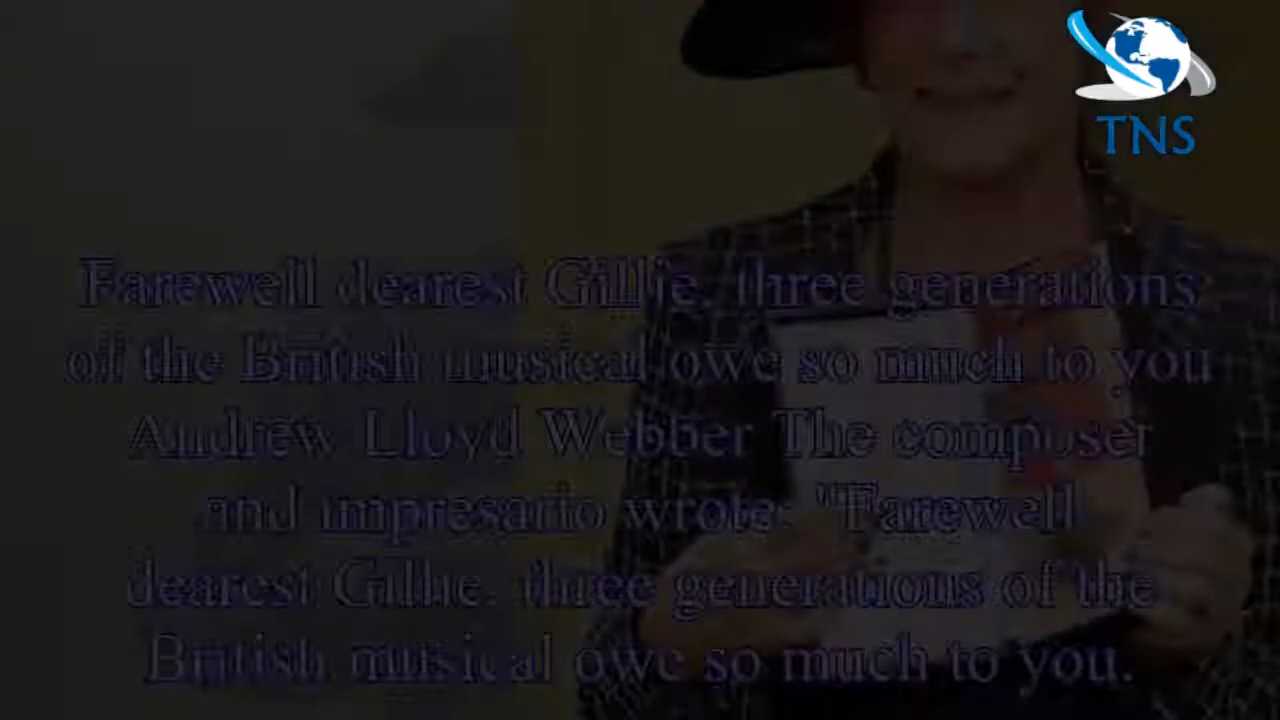 TNS
Farewell dearest Gillie, three generations
of the British musical owe so much to you
Andrew Lloyd Webber The composer
and impresario wrote: "Farewell
dearest Gillie, three generations of the
British musical owe so much to you.